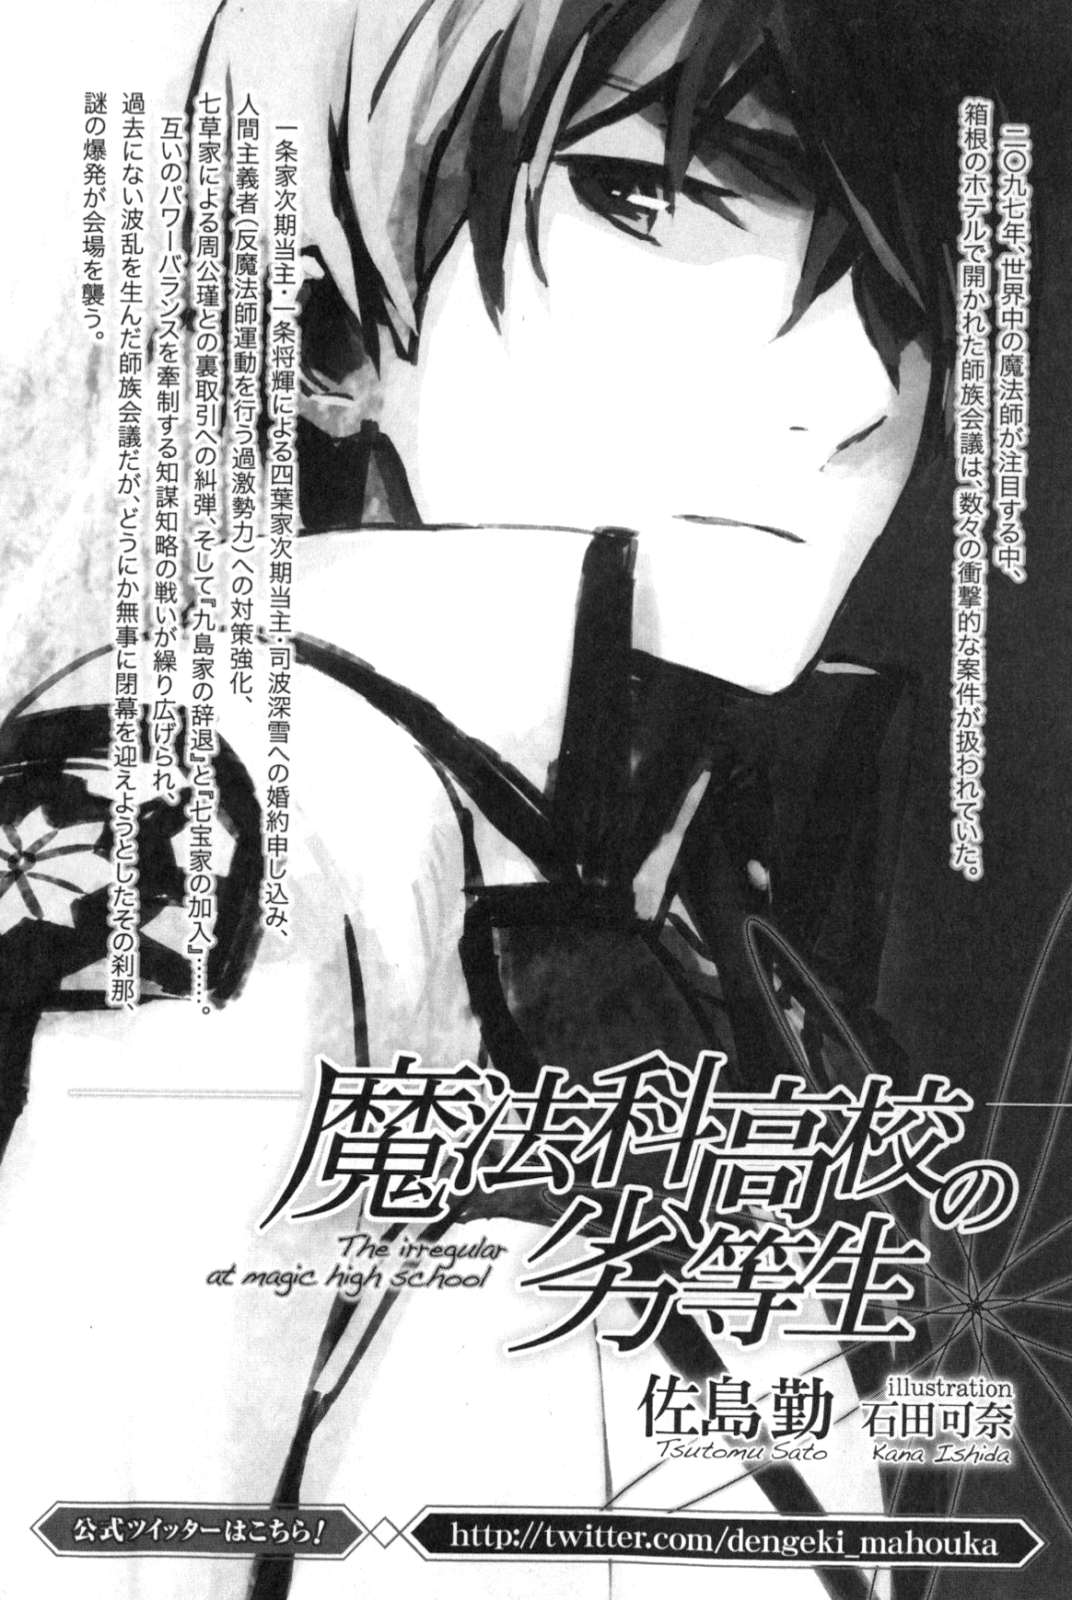 二〇九七年、世界中の魔法師が注目する中、
箱根のホテルで開かれた師族会議は、数々の衝撃的な案件が扱われていた。
一条家次期当主・一条将輝による四葉家次期当主・司波深雪への婚約申し込み、
人間主義者（反魔法師運動を行う過激勢力）への対策強化、
七草家による周公瑾との裏取引への糾弾、そして『九島家の辞退』と『七宝家の加入』……。
互いのパワーバランスを牽制する知謀知略の戦いが繰り広げられ、
過去にない波乱を生んだ師族会議だが、どうにか無事に閉幕を迎えようとしたその刹那、
謎の爆発が会場を襲う。
魔法科高校の
劣等生
The irregular
at magic high school
佐島 勤
Tsutomu Sato
illustration
石田可奈
Kana Ishida
公式ツイッターはこちら！
http://twitter.com/dengeki_mahouka